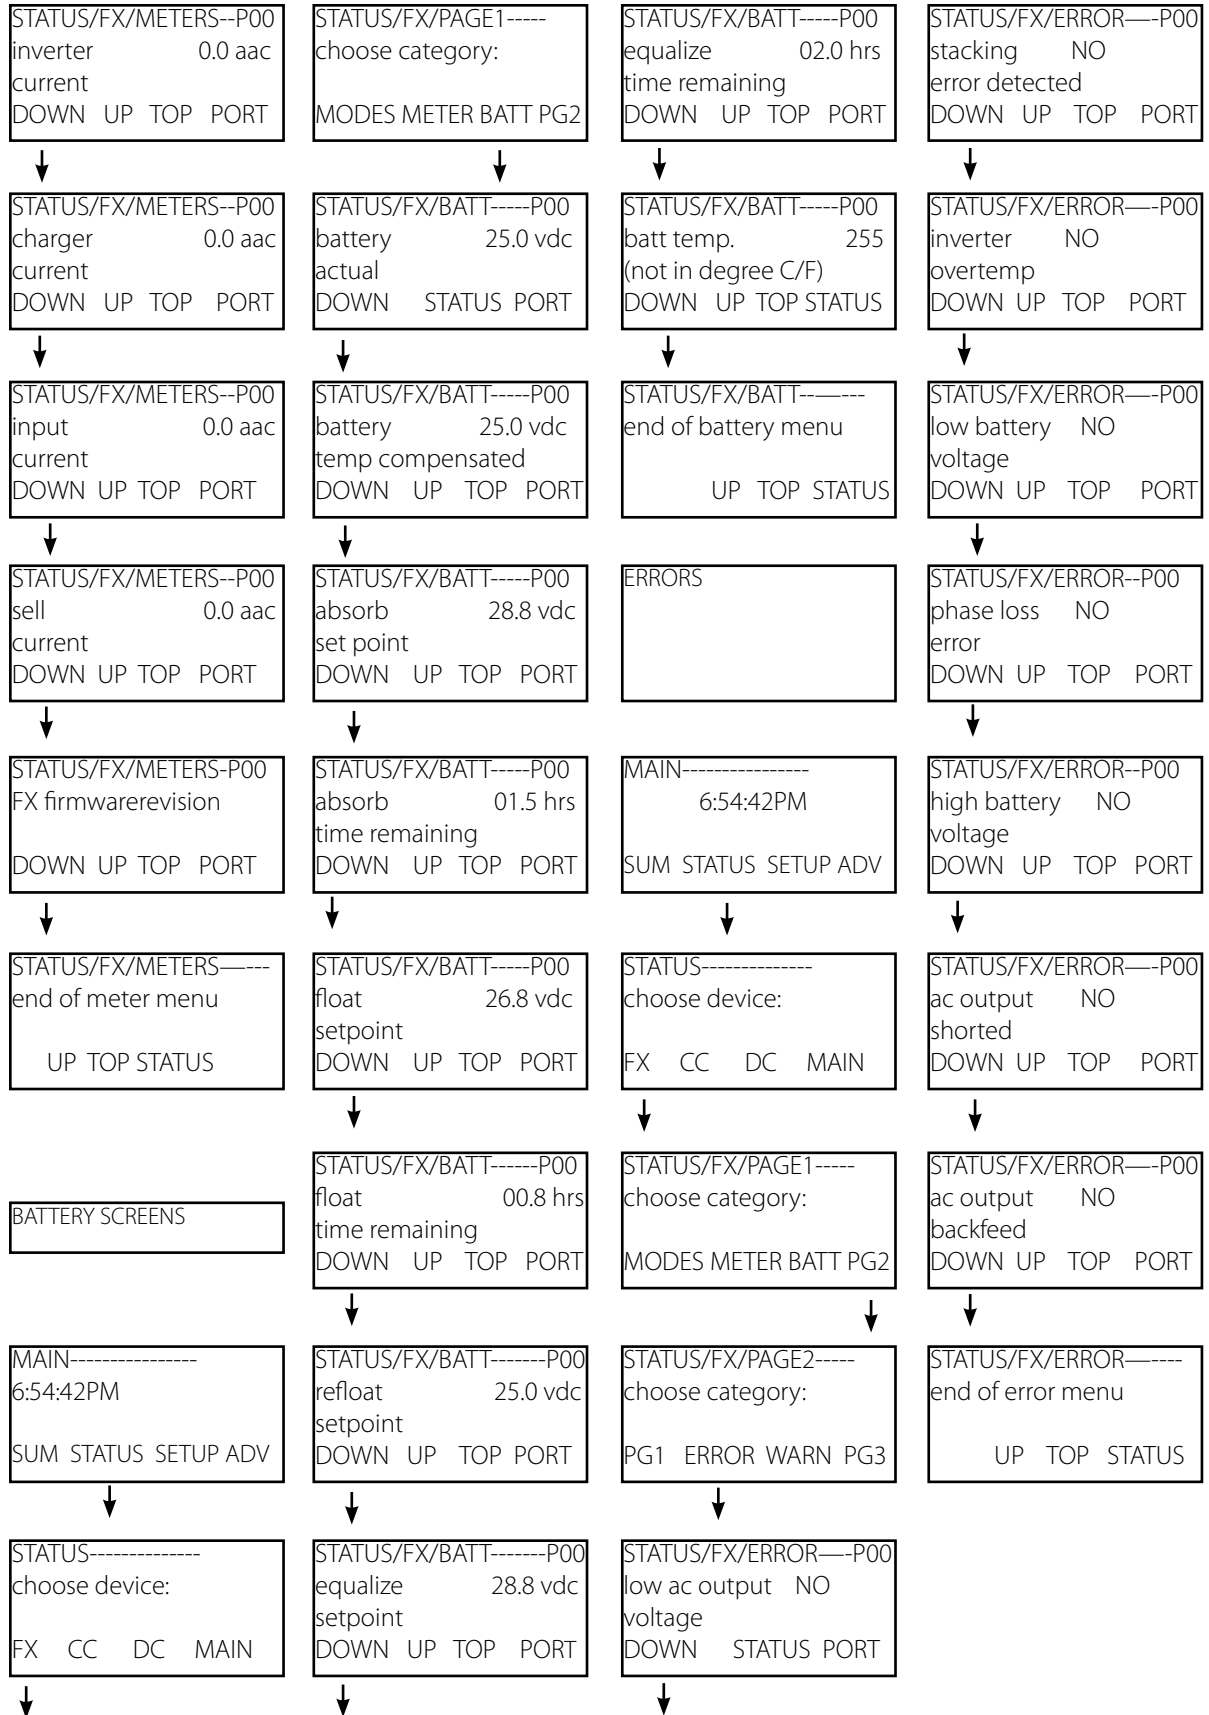 STATUS/FX/METERS--P00
inverter 0.0 aac
current
DOWN UP TOP PORT
STATUS/FX/METERS--P00
charger 0.0 aac
current
DOWN UP TOP PORT
STATUS/FX/METERS--P00
input 0.0 aac
current
DOWN UP TOP PORT
STATUS/FX/METERS--P00
sell 0.0 aac
current
DOWN UP TOP PORT
STATUS/FX/METERS-P00
FX firmwarerevision
DOWN UP TOP PORT
STATUS/FX/METERS—---
end of meter menu
UP TOP STATUS
BATTERY SCREENS
MAIN----------------
6:54:42PM
SUM STATUS SETUP ADV
STATUS--------------
choose device:
FX CC DC MAIN
STATUS/FX/PAGE1-----
choose category:
MODES METER BATT PG2
STATUS/FX/BATT-----P00
battery 25.0 vdc
actual
DOWN STATUS PORT
STATUS/FX/BATT-----P00
battery 25.0 vdc
temp compensated
DOWN UP TOP PORT
STATUS/FX/BATT-----P00
absorb 28.8 vdc
set point
DOWN UP TOP PORT
STATUS/FX/BATT-----P00
absorb 01.5 hrs
time remaining
DOWN UP TOP PORT
STATUS/FX/BATT-----P00
float 26.8 vdc
setpoint
DOWN UP TOP PORT
STATUS/FX/BATT------P00
float 00.8 hrs
time remaining
DOWN UP TOP PORT
STATUS/FX/BATT-------P00
refloat 25.0 vdc
setpoint
DOWN UP TOP PORT
STATUS/FX/BATT-------P00
equalize 28.8 vdc
setpoint
DOWN UP TOP PORT
STATUS/FX/BATT-----P00
equalize 02.0 hrs
time remaining
DOWN UP TOP PORT
STATUS/FX/BATT-----P00
batt temp. 255
(not in degree C/F)
DOWN UP TOP STATUS
STATUS/FX/BATT--—---
end of battery menu
UP TOP STATUS
ERRORS
MAIN----------------
6:54:42PM
SUM STATUS SETUP ADV
STATUS--------------
choose device:
FX CC DC MAIN
STATUS/FX/PAGE1-----
choose category:
MODES METER BATT PG2
STATUS/FX/PAGE2-----
choose category:
PG1 ERROR WARN PG3
STATUS/FX/ERROR—-P00
low ac output NO
voltage
DOWN STATUS PORT
STATUS/FX/ERROR—-P00
stacking NO
error detected
DOWN UP TOP PORT
STATUS/FX/ERROR—-P00
inverter NO
overtemp
DOWN UP TOP PORT
STATUS/FX/ERROR—-P00
low battery NO
voltage
DOWN UP TOP PORT
STATUS/FX/ERROR--P00
phase loss NO
error
DOWN UP TOP PORT
STATUS/FX/ERROR--P00
high battery NO
voltage
DOWN UP TOP PORT
STATUS/FX/ERROR—-P00
ac output NO
shorted
DOWN UP TOP PORT
STATUS/FX/ERROR—-P00
ac output NO
backfeed
DOWN UP TOP PORT
STATUS/FX/ERROR—----
end of error menu
UP TOP STATUS